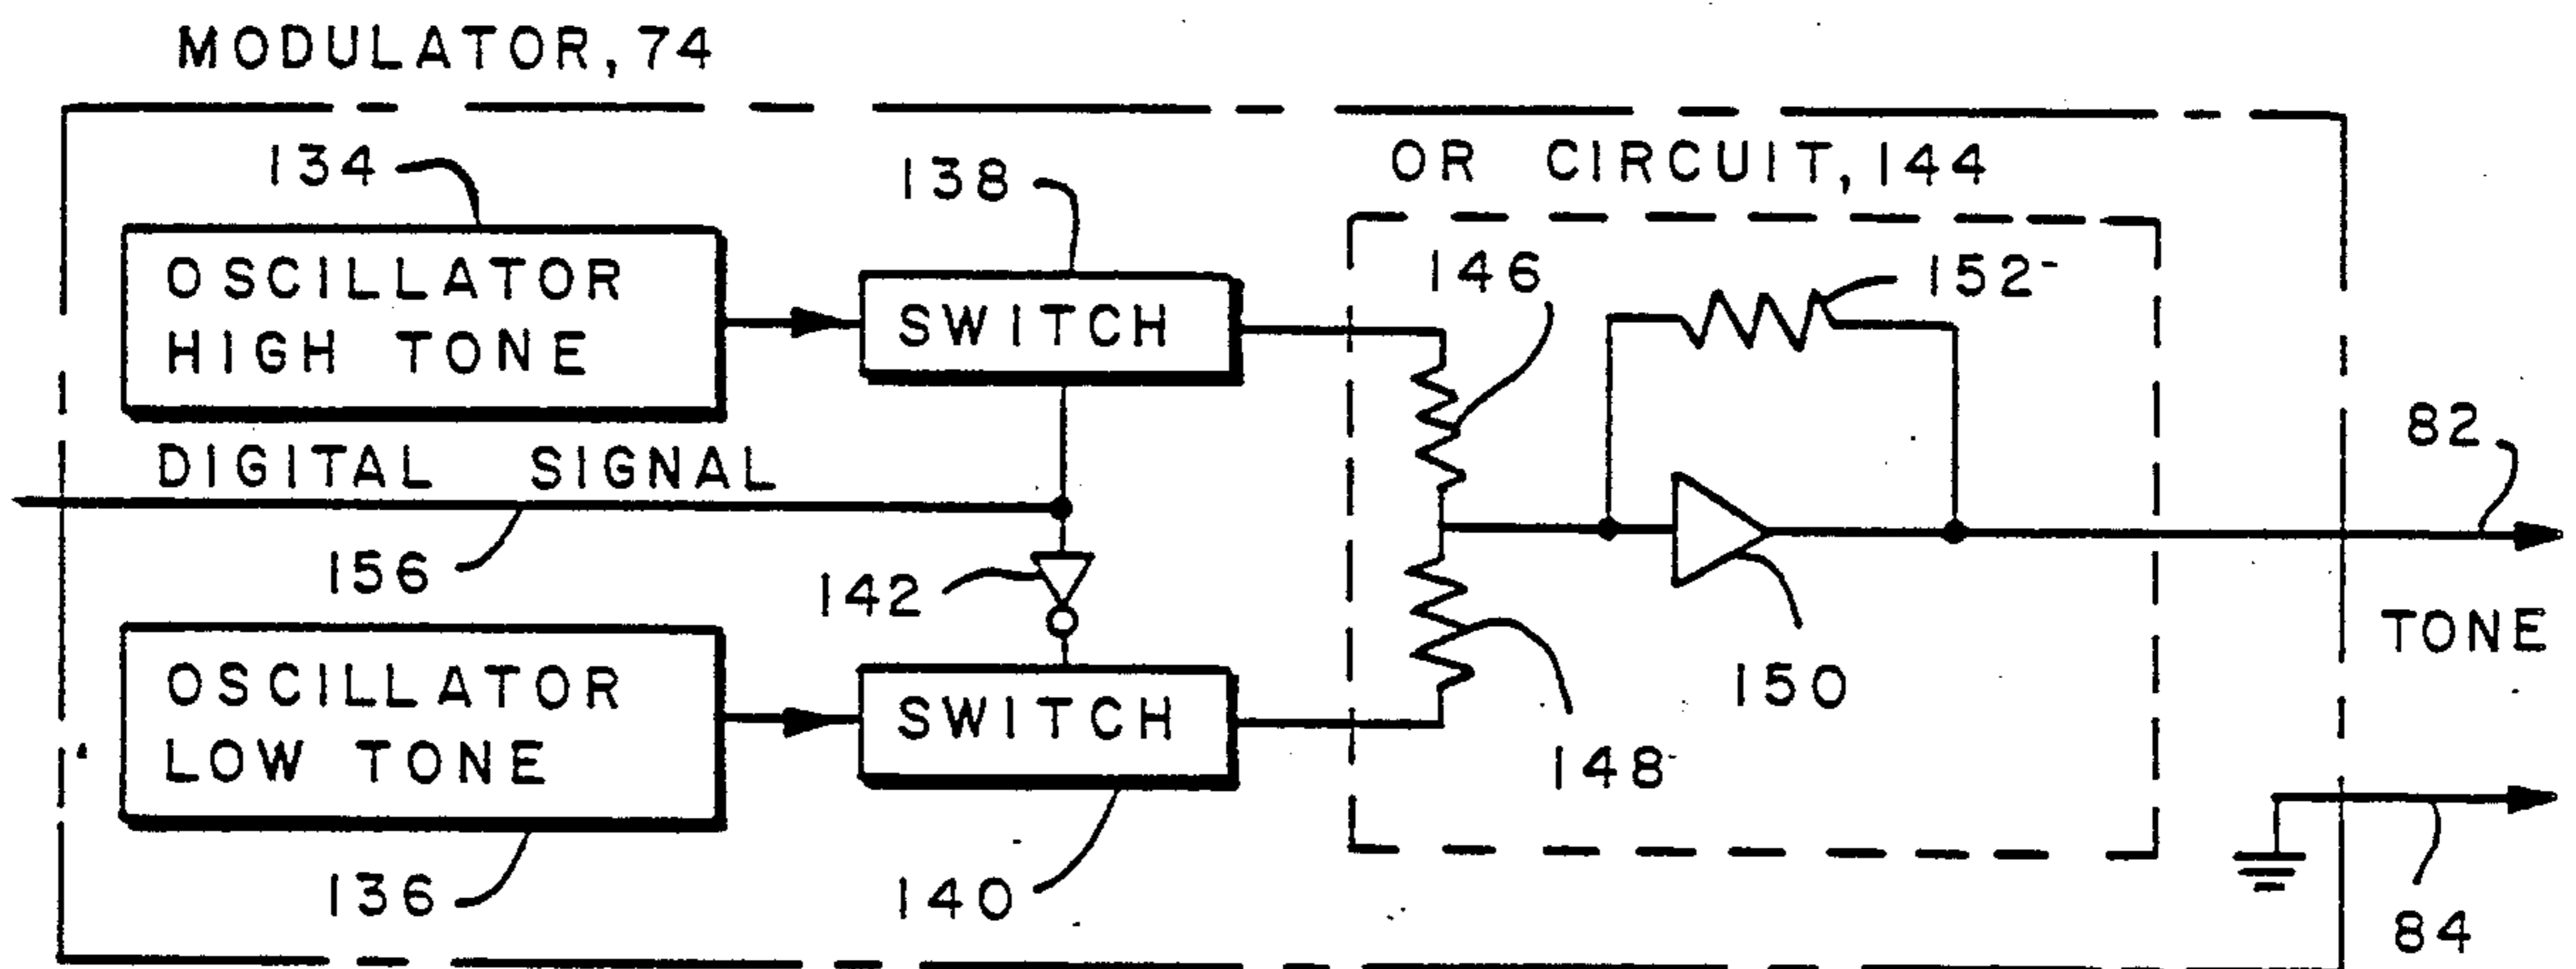 MODULATOR, 74
134
138
OR CIRCUIT, 144
OSCILLATOR
HIGH TONE
SWITCH
146
152
82
DIGITAL SIGNAL
156
142
TONE
OSCILLATOR
LOW TONE
SWITCH
150
148
136
140
84